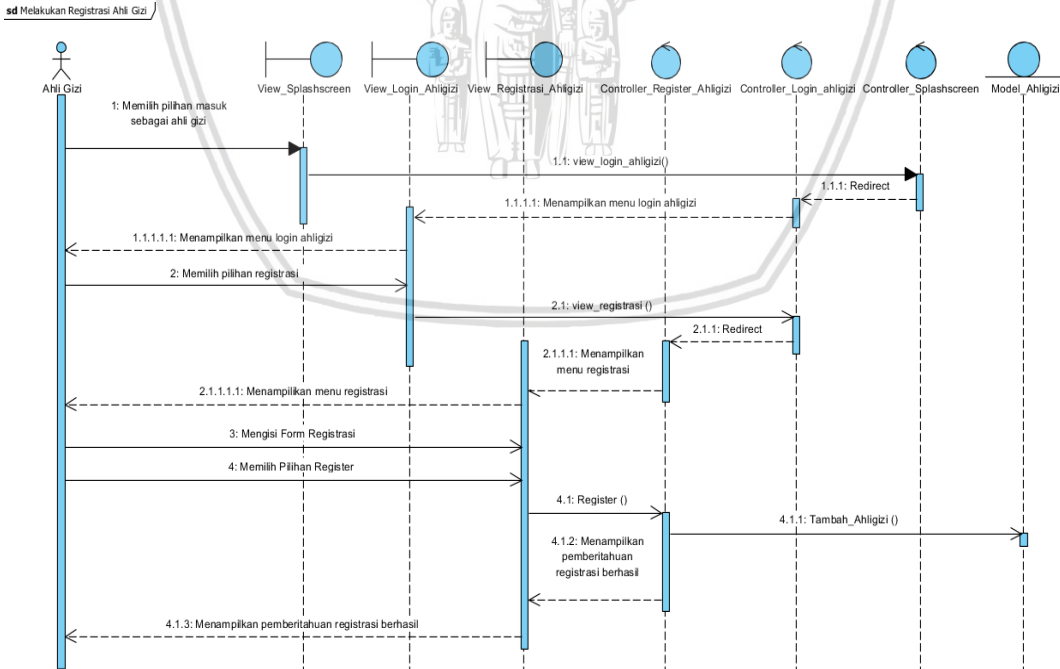 sd Melakukan Registrasi Ahli Gizi
Ahli Gizi
View_Splashscreen
View_Login_Ahligizi
View_Registrasi_Ahligizi
Controller_Register_Ahligizi
Controller_Login_ahligizi
Controller_Splashscreen
Model_Ahligizi
1: Memilih pilihan masuk
sebagai ahli gizi
1.1: view_login_ahligizi()
1.1.1: Redirect
1.1.1.1: Menampilkan menu login ahligizi
1.1.1.1.1: Menampilkan menu login ahligizi
2: Memilih pilihan registrasi
2.1: view_registrasi ()
2.1.1: Redirect
2.1.1.1: Menampilkan
menu registrasi
2.1.1.1.1: Menampilikan menu registrasi
3: Mengisi Form Registrasi
4: Memilih Pilihan Register
4.1: Register ()
4.1.1: Tambah_Ahligizi ()
4.1.2: Menampilkan
pemberitahuan
registrasi berhasil
4.1.3: Menampilkan pemberitahuan registrasi berhasil